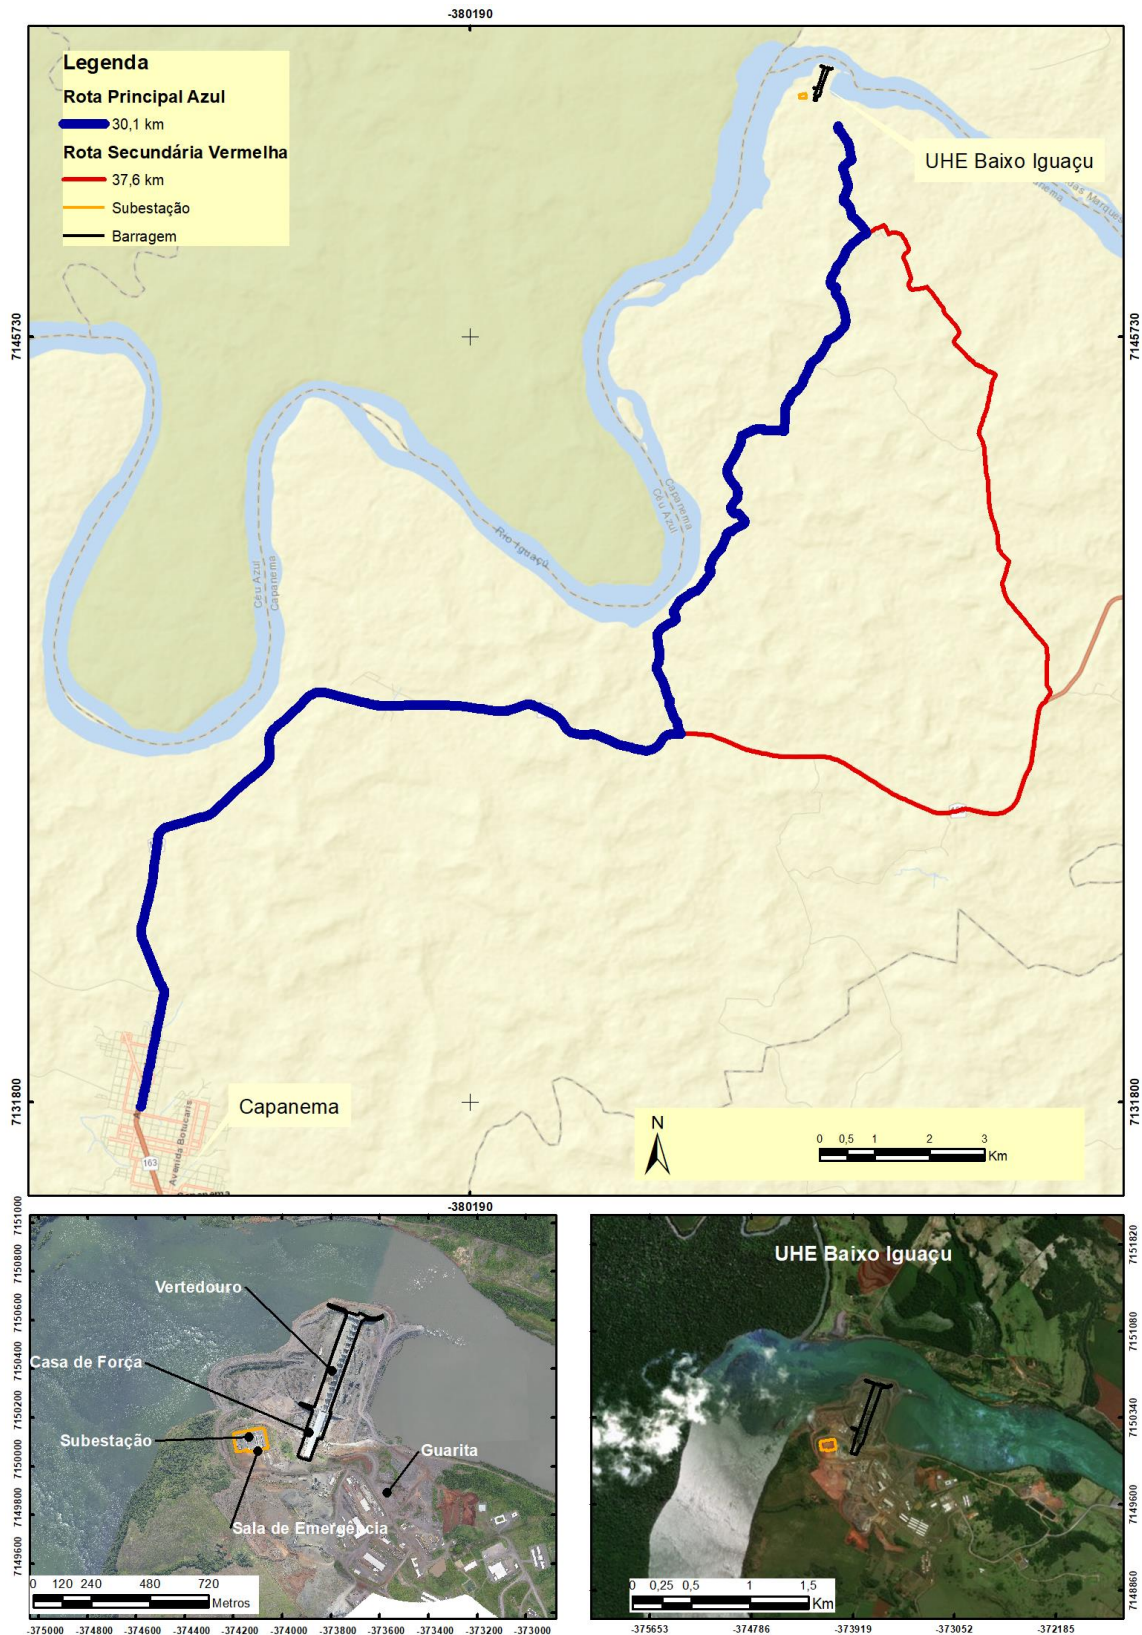 -380190
Legenda
Rota Principal Azul
30,1 km
Rota Secundária Vermelha
37,6 km
Subestação
Barragem
UHE Baixo Iguaçu
7145730
7145730
Capanema
Céu Azul
Rio Iguaçu
Céu Azul
Capanema
7131800
7131800
Capanema
Avenida Botucaris
163
N
0 0,5 1 2 3
Km
-380190
7151000
7150800
7150600
7150400
7150200
7150000
7149800
7149600
Vertedouro
Casa de Força
Subestação
Guarita
Sala de Emergência
0 120 240 480 720
Metros
-375000 -374800 -374600 -374400 -374200 -374000 -373800 -373600 -373400 -373200 -373000
UHE Baixo Iguaçu
7151820
7151080
7150340
7149600
7148860
0 0,25 0,5 1 1,5
Km
-375653 -374786 -373919 -373052 -372185